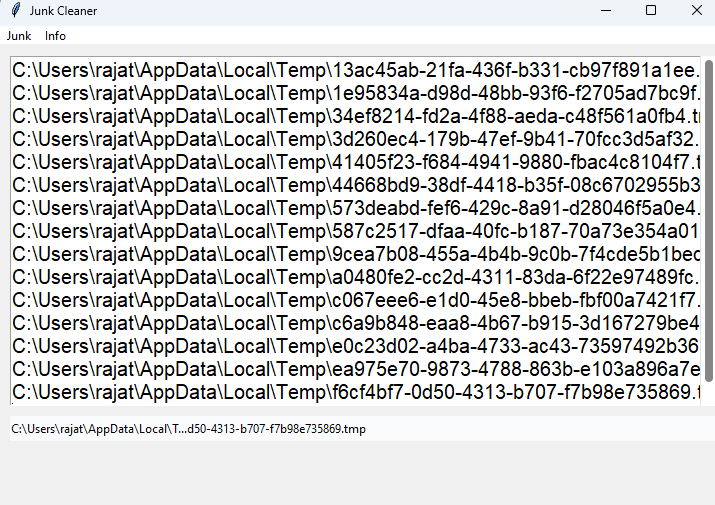 Junk Cleaner
Junk Info
C:\Users\rajat\AppData\Local\Temp\13ac45ab-21fa-436f-b331-cb97f891a1ee.
C:\Users\rajat\AppData\Local\Temp\1e95834a-d98d-48bb-93f6-f2705ad7bc9f.
C:\Users\rajat\AppData\Local\Temp\34ef8214-fd2a-4f88-aeda-c48f561a0fb4.t
C:\Users\rajat\AppData\Local\Temp\3d260ec4-179b-47ef-9b41-70fcc3d5af32.
C:\Users\rajat\AppData\Local\Temp\41405f23-f684-4941-9880-fbac4c8104f7.t
C:\Users\rajat\AppData\Local\Temp\44668bd9-38df-4418-b35f-08c6702955b3
C:\Users\rajat\AppData\Local\Temp\573deabd-fef6-429c-8a91-d28046f5a0e4.
C:\Users\rajat\AppData\Local\Temp\587c2517-dfaa-40fc-b187-70a73e354a01
C:\Users\rajat\AppData\Local\Temp\9cea7b08-455a-4b4b-9c0b-7f4cde5b1bec
C:\Users\rajat\AppData\Local\Temp\a0480fe2-cc2d-4311-83da-6f22e97489fc.
C:\Users\rajat\AppData\Local\Temp\c067eee6-e1d0-45e8-bbeb-fbf00a7421f7.
C:\Users\rajat\AppData\Local\Temp\c6a9b848-eaa8-4b67-b915-3d167279be4
C:\Users\rajat\AppData\Local\Temp\e0c23d02-a4ba-4733-ac43-73597492b36
C:\Users\rajat\AppData\Local\Temp\ea975e70-9873-4788-863b-e103a896a7e
C:\Users\rajat\AppData\Local\Temp\f6cf4bf7-0d50-4313-b707-f7b98e735869.t
C:\Users\rajat\AppData\Local\T...d50-4313-b707-f7b98e735869.tmp